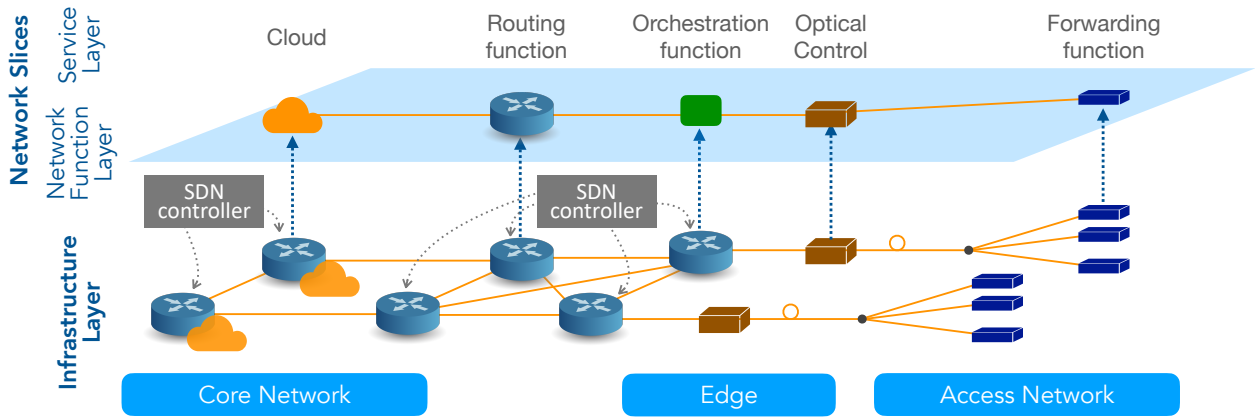 Network Slices
Service
Layer
Network
Function
Layer
Cloud
Routing
function
Orchestration
function
Optical
Control
Forwarding
function
SDN
controller
SDN
controller
Infrastructure
Layer
Core Network
Edge
Access Network